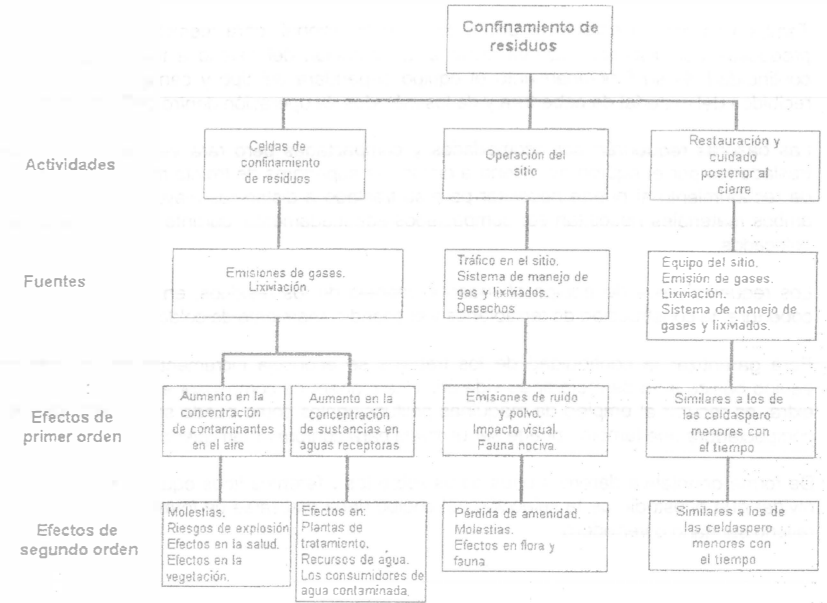 Confinamiento de
residuos
Actividades
Celdas de
confinamiento
de residuos
Operación del
sitio
Restauración y
cuidado
posterior al
cierre
Fuentes
Emisiones de gases.
Lixiviación.
Tráfico en el sitio.
Sistema de manejo de
gas y lixiviados.
Desechos
Equipo del sitio.
Emisión de gases.
Lixiviación.
Sistema de manejo de
gases y lixiviados.
Efectos de
primer orden
Aumento en la
concentración
de contaminantes
en el aire
Aumento en la
concentración
de sustancias en
aguas receptoras
Emisiones de ruido
y polvo.
Impacto visual.
Fauna nociva.
Similares a los de
las celdaspero
menores con
el tiempo
Efectos de
segundo orden
Molestias.
Riesgos de explosión
Efectos en la salud.
Efectos en la
vegetación.
Efectos en:
Plantas de
tratamiento.
Recursos de agua.
Los consumidores de
agua contaminada.
Pérdida de amenidad.
Molestias.
Efectos en flora y
fauna.
Similares a los de
las celdaspero
menores con
el tiempo